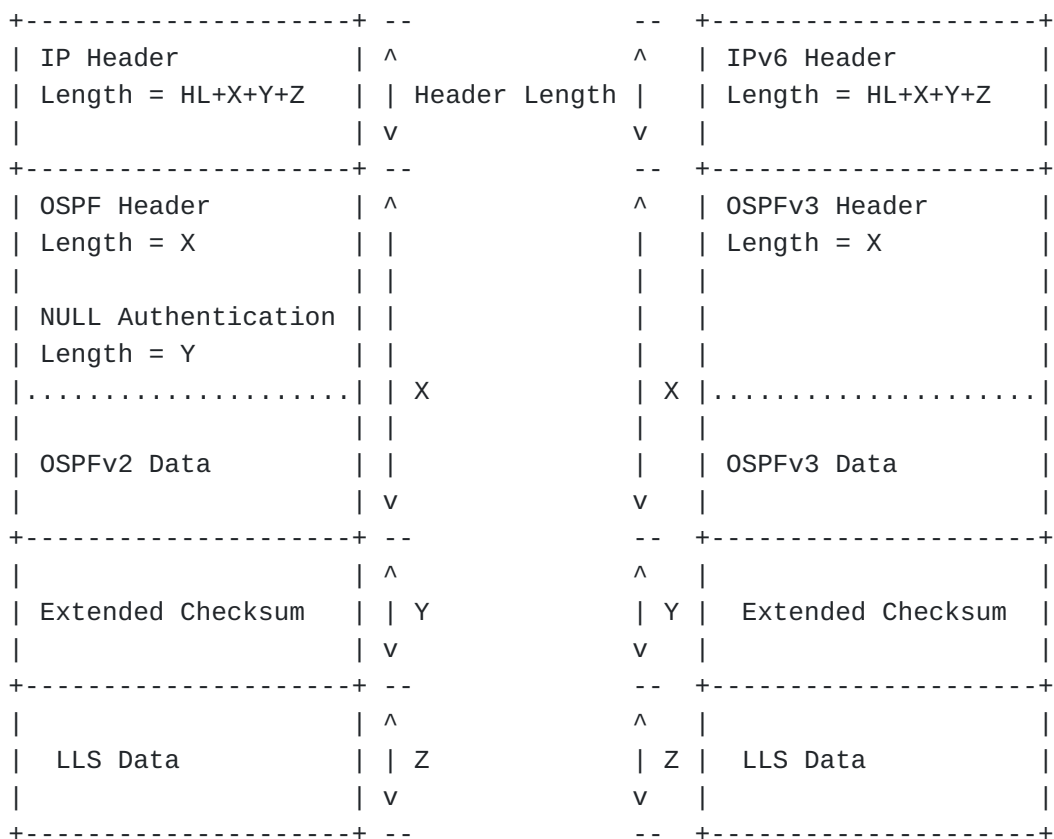 +---------------------+ --              --  +---------------------+
| IP Header           | ^               ^   | IPv6 Header         |
| Length = HL+X+Y+Z   | | Header Length |   | Length = HL+X+Y+Z   |
|                     | v               v   |                     |
+---------------------+ --              --  +---------------------+
| OSPF Header         | ^               ^   | OSPFv3 Header       |
| Length = X          | |               |   | Length = X          |
|                     | |               |   |                     |
| NULL Authentication | |               |   |                     |
| Length = Y          | |               |   |                     |
|.....................| | X             | X |.....................|
|                     | |               |   |                     |
| OSPFv2 Data         | |               |   | OSPFv3 Data         |
|                     | v               v   |                     |
+---------------------+ --              --  +---------------------+
|                     | ^               ^   |                     |
| Extended Checksum   | | Y             | Y |  Extended Checksum  |
|                     | v               v   |                     |
+---------------------+ --              --  +---------------------+
|                     | ^               ^   |                     |
|  LLS Data           | | Z             | Z |  LLS Data           |
|                     | v               v   |                     |
+---------------------+ --              --  +---------------------+